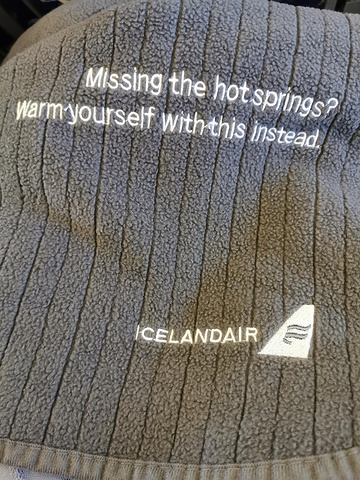 Missing the hot springs?
Warm yourself with this instead.
ICELANDAIR